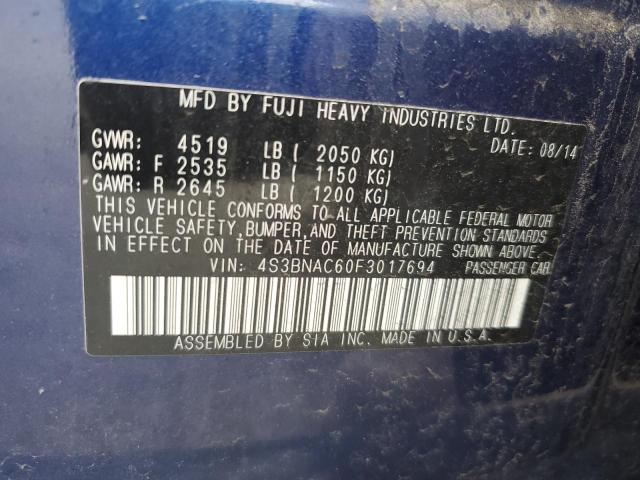 MFD BY FUJI HEAVY INDUSTRIES LTD.
DATE: 08/14
GVWR: 4519 LB ( 2050 KG)
GAWR: F 2535 LB ( 1150 KG)
GAWR: R 2645 LB ( 1200 KG)
THIS VEHICLE CONFORMS TO ALL APPLICABLE FEDERAL MOTOR
VEHICLE SAFETY, BUMPER, AND THEFT PREVENTION STANDARDS
IN EFFECT ON THE DATE OF MANUFACTURE SHOWN ABOVE.
VIN: 4S3BNAC60F3017694 PASSENGER CAR
ASSEMBLED BY SIA INC. MADE IN U.S.A.